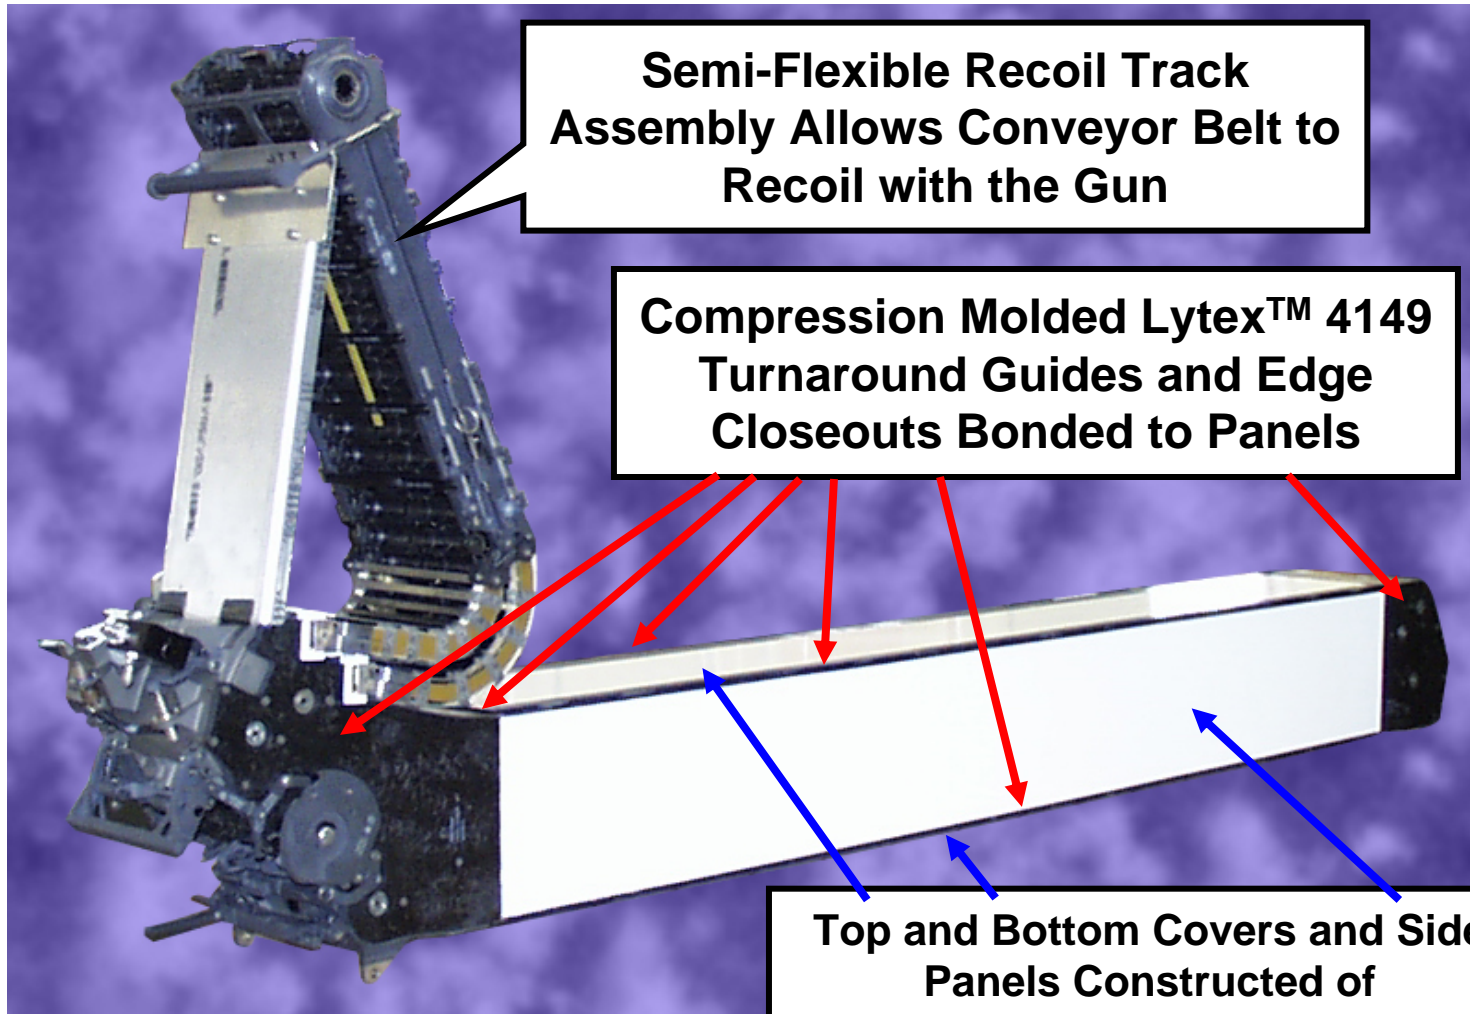 Semi-Flexible Recoil Track
Assembly Allows Conveyor Belt to
Recoil with the Gun
Compression Molded Lytex™ 4149
Turnaround Guides and Edge
Closeouts Bonded to Panels
Top and Bottom Covers and Side
Panels Constructed of